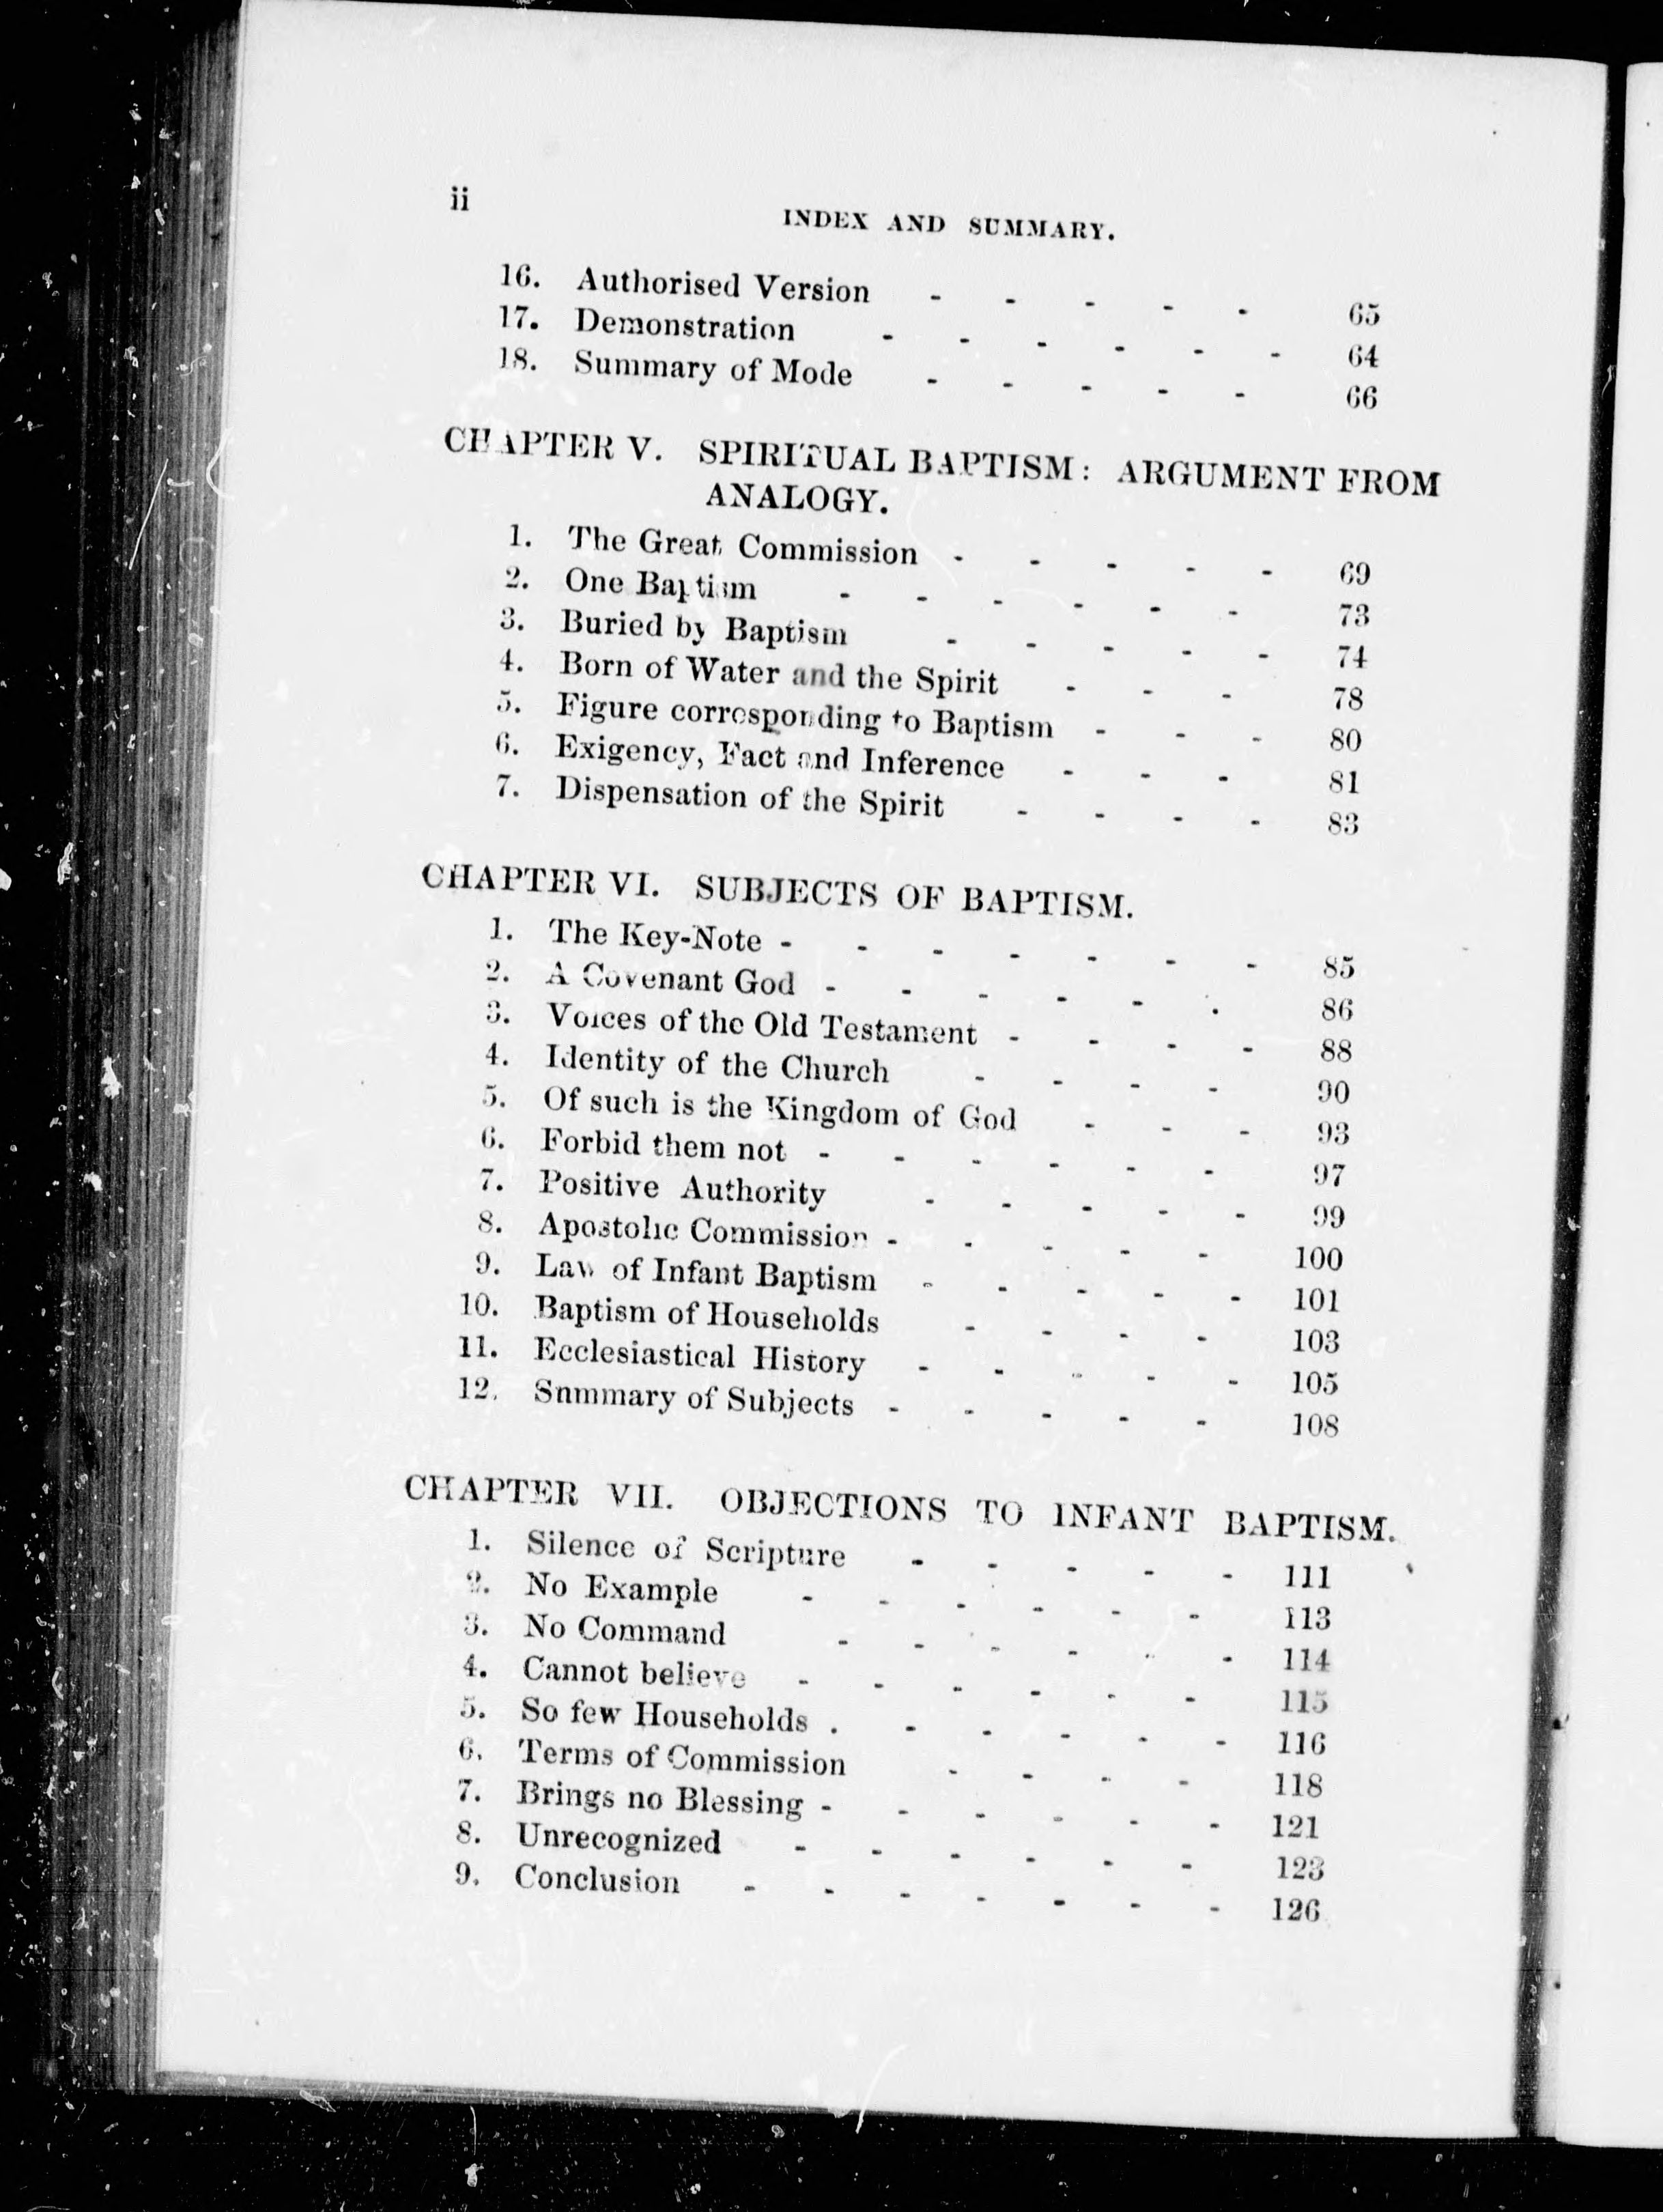 ii
INDEX AND SUMMARY.
16. Authorised Version - - - - - 65
17. Demonstration - - - - - - 64
18. Summary of Mode - - - - - 66
CHAPTER V. SPIRITUAL BAPTISM: ARGUMENT FROM
ANALOGY.
1. The Great Commission - - - - - 69
2. One Baptism - - - - - - 73
3. Buried by Baptism - - - - - 74
4. Born of Water and the Spirit - - - 78
5. Figure corresponding to Baptism - - - 80
6. Exigency, Fact and Inference - - - 81
7. Dispensation of the Spirit - - - - 83
CHAPTER VI. SUBJECTS OF BAPTISM.
1. The Key-Note - - - - - - - 85
2. A Covenant God - - - - - . 86
3. Voices of the Old Testament - - - - 88
4. Identity of the Church - - - - 90
5. Of such is the Kingdom of God - - - 93
6. Forbid them not - - - - - - 97
7. Positive Authority - - - - - 99
8. Apostolic Commission - - - - - 100
9. Law of Infant Baptism - - - - - 101
10. Baptism of Households - - - - 103
11. Ecclesiastical History - - - - - 105
12. Snmmary of Subjects - - - - - 108
CHAPTER VII. OBJECTIONS TO INFANT BAPTISM.
1. Silence of Scripture - - - - - 111
2. No Example - - - - - - 113
3. No Command - - - - - - 114
4. Cannot believe - - - - - - 115
5. So few Households . - - - - - 116
6. Terms of Commission - - - - 118
7. Brings no Blessing - - - - - - 121
8. Unrecognized - - - - - - 123
9. Conclusion - - - - - - - 126